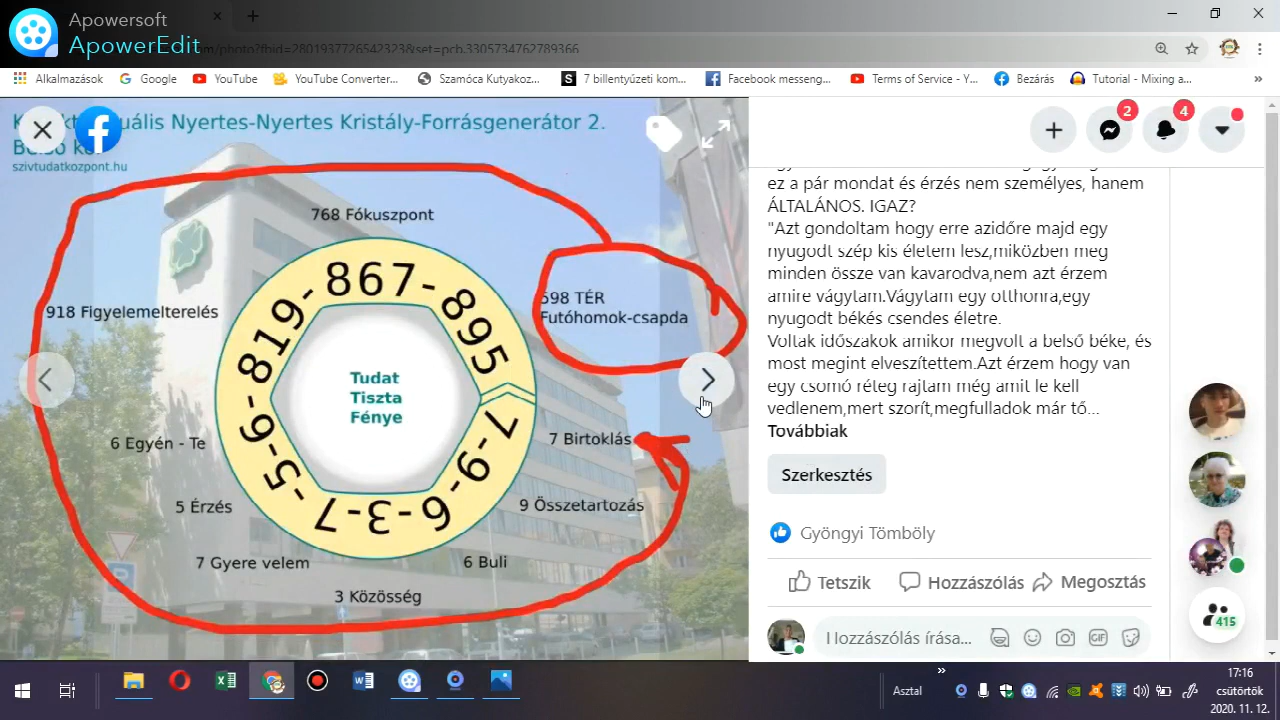 Apowersoft
ApowerEdit
om/photo?fbid=2801937726542323&set=pcb.3305734762789366
Alkalmazások
Google
YouTube
YouTube Converter...
Szamóca Kutyakoz...
7 billentyűzeti kom...
Facebook messeng...
Terms of Service - Y...
Bezárás
Tutorial - Mixing a...
»
Nyertes-Nyertes Kristály-Forrásgenerátor 2.
szivtudatkozpont.hu
768 Fókuszpont
598 TÉR
Futóhomok-csapda
918 Figyelemelterelés
867-895
7-9-6-3-7-5-6-819-
Tudat
Tiszta
Fénye
7 Birtoklás
6 Egyén - Te
9 Összetartozás
5 Érzés
7 Gyere velem
6 Buli
3 Közösség
2
4
ez a pár mondat és érzés nem személyes, hanem
ÁLTALÁNOS. IGAZ?
"Azt gondoltam hogy erre azidőre majd egy
nyugodt szép kis életem lesz,miközben meg
minden össze van kavarodva,nem azt érzem
amire vágytam.Vágytam egy otthonra,egy
nyugodt békés csendes életre.
Voltak időszakok amikor megvolt a belső béke, és
most megint elveszítettem.Azt érzem hogy van
egy csomó réteg rajtam még amit le kell
vedlenem,mert szorít,megfulladok már tő...
Továbbiak
Szerkesztés
Gyöngyi Tömböly
Tetszik
Hozzászólás
Megosztás
Hozzászólás írása...
GIF
415
Asztal
»
17:16
csütörtök
2020. 11. 12.